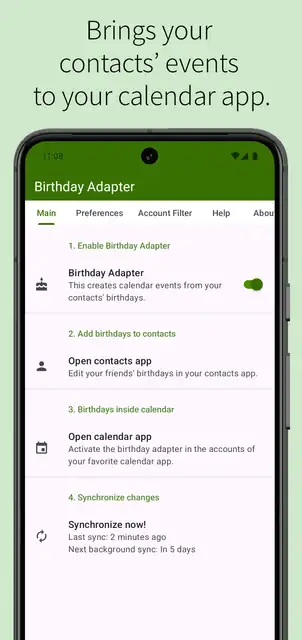 Brings your
contacts’ events
to your calendar app.
11:08
Birthday Adapter
Main Preferences Account Filter Help Abou
1. Enable Birthday Adapter
Birthday Adapter
This creates calendar events from your
contacts' birthdays.
2. Add birthdays to contacts
Open contacts app
Edit your friends' birthdays in your contacts app.
3. Birthdays inside calendar
Open calendar app
Activate the birthday adapter in the accounts of
your favorite calendar app.
4. Synchronize changes
Synchronize now!
Last sync: 2 minutes ago
Next background sync: In 5 days